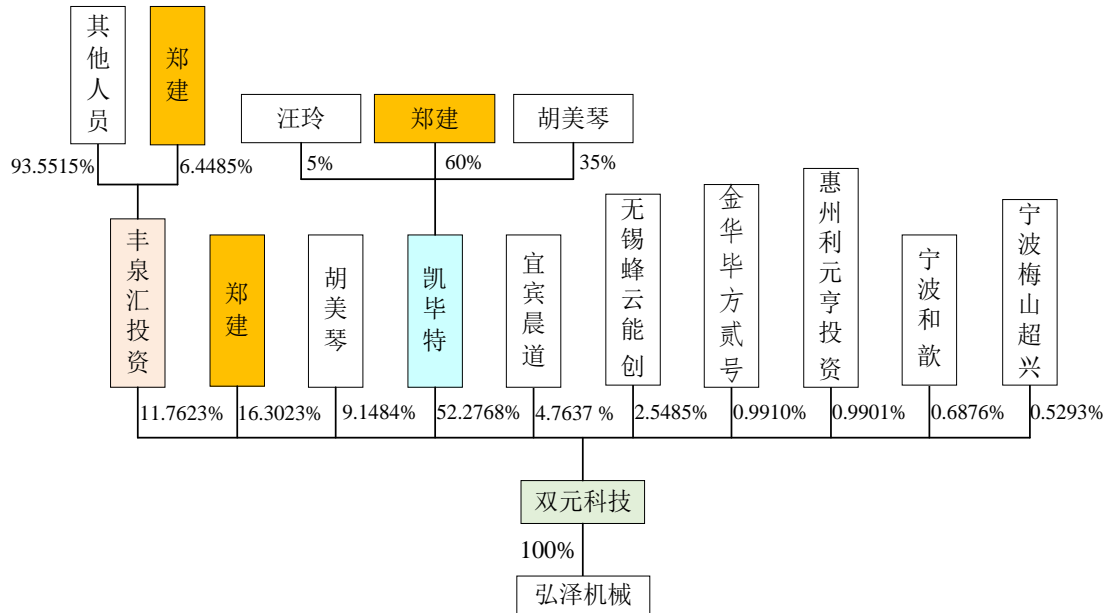 其他人员
郑建
汪玲
郑建
胡美琴
93.5515%
6.4485%
5%
60%
35%
丰泉汇投资
郑建
胡美琴
凯毕特
宜宾晨道
无锡蜂云能创
金华毕方贰号
惠州利元亨投资
宁波和歆
宁波梅山超兴
11.7623%
16.3023%
9.1484%
52.2768%
4.7637 %
2.5485%
0.9910%
0.9901%
0.6876%
0.5293%
双元科技
100%
弘泽机械